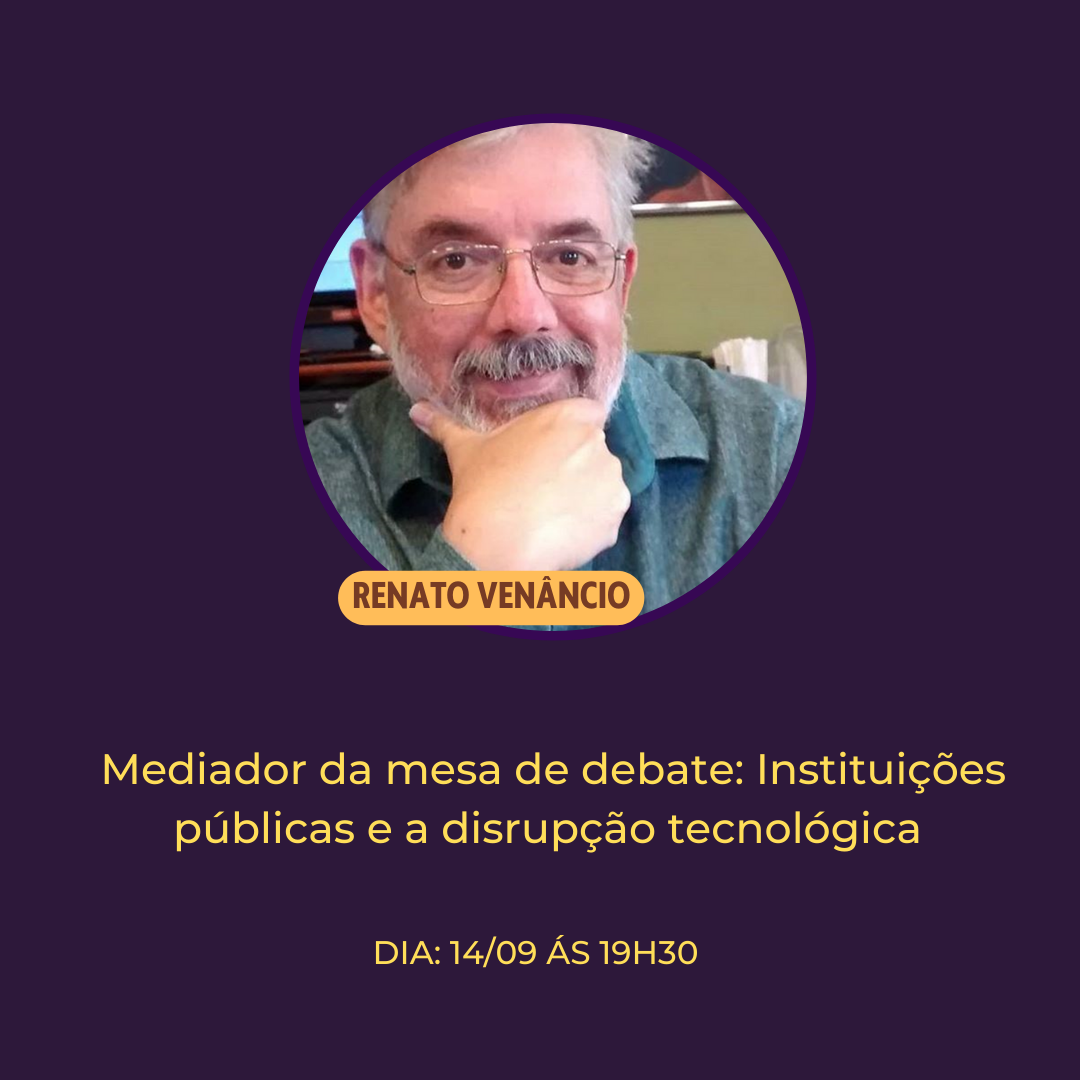 RENATO VENÂNCIO
Mediador da mesa de debate: Instituições
públicas e a disrupção tecnológica
DIA: 14/09 ÁS 19H30